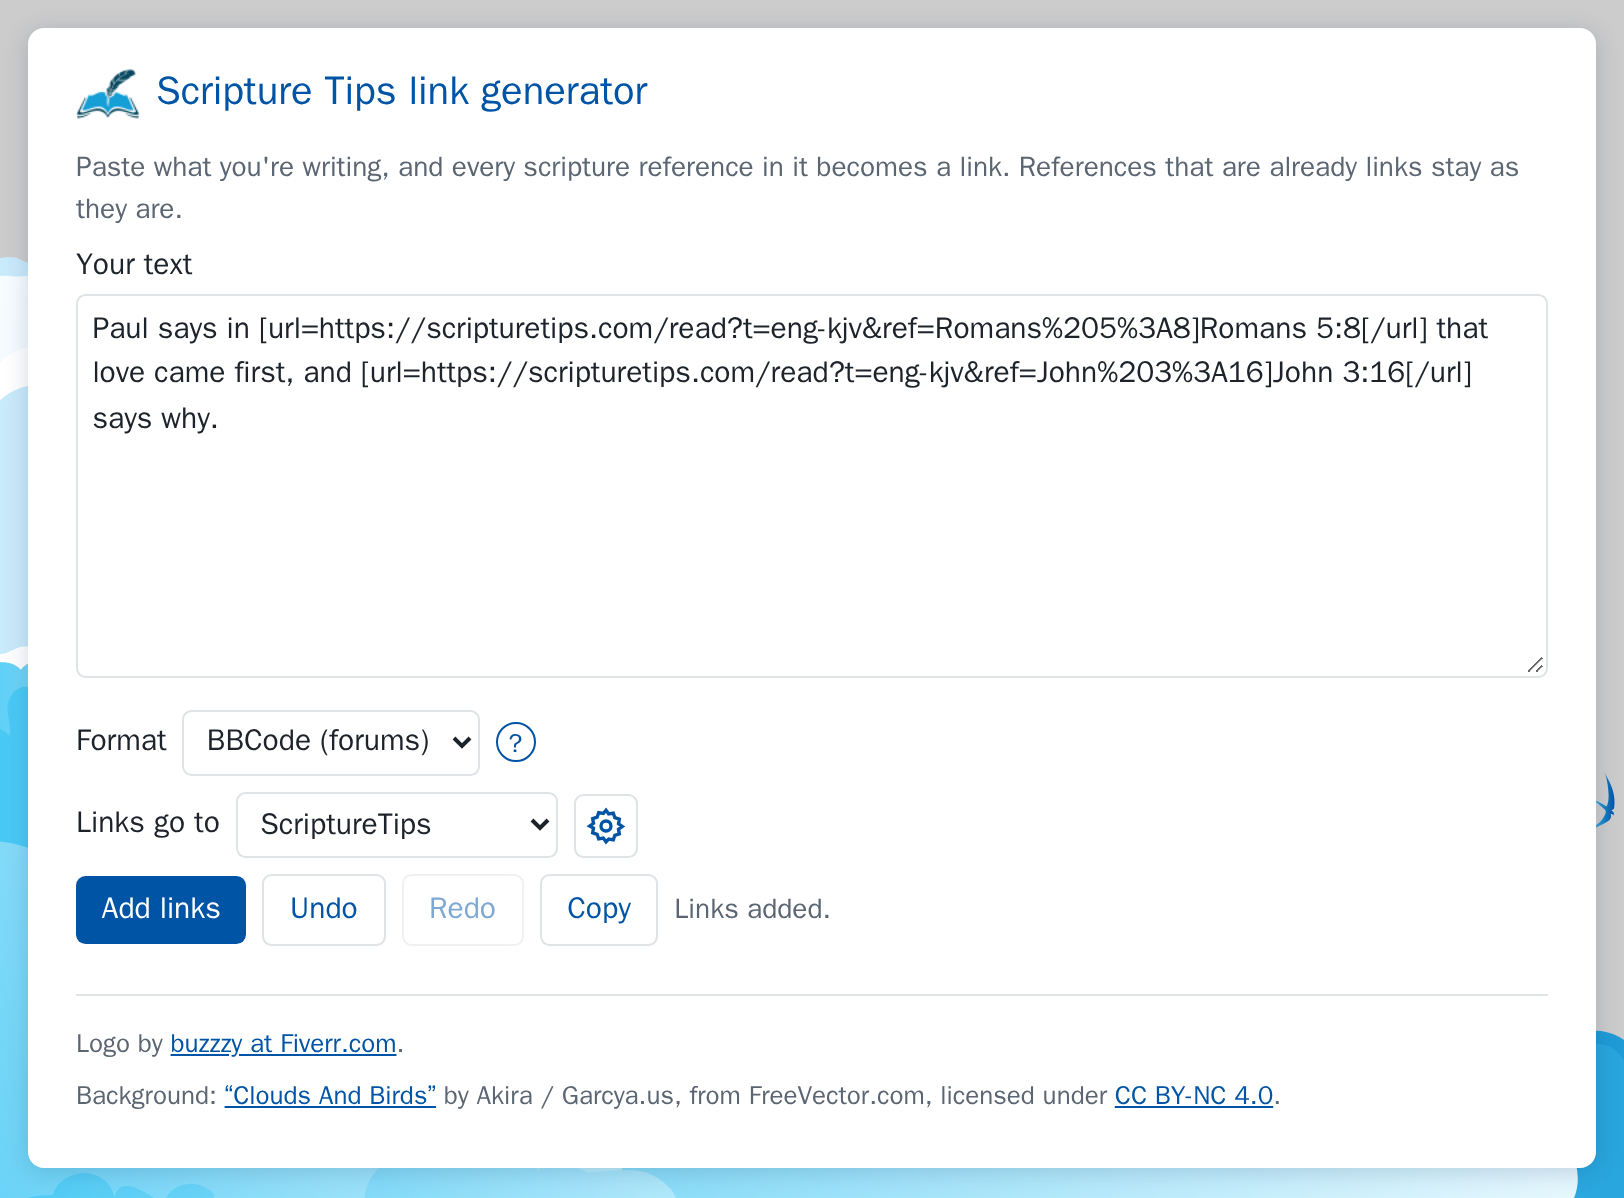 Scripture Tips link generator
Paste what you're writing, and every scripture reference in it becomes a link. References that are already links stay as
they are.
Your text
Paul says in [url=https://scripturetips.com/read?t=eng-kjv&ref=Romans%205%3A8]Romans 5:8[/url] that
love came first, and [url=https://scripturetips.com/read?t=eng-kjv&ref=John%203%3A16]John 3:16[/url]
says why.
Format BBCode (forums) ?
Links go to ScriptureTips
Add links Undo Redo Copy Links added.
Logo by buzzzy at Fiverr.com.
Background: “Clouds And Birds” by Akira / Garcya.us, from FreeVector.com, licensed under CC BY-NC 4.0.